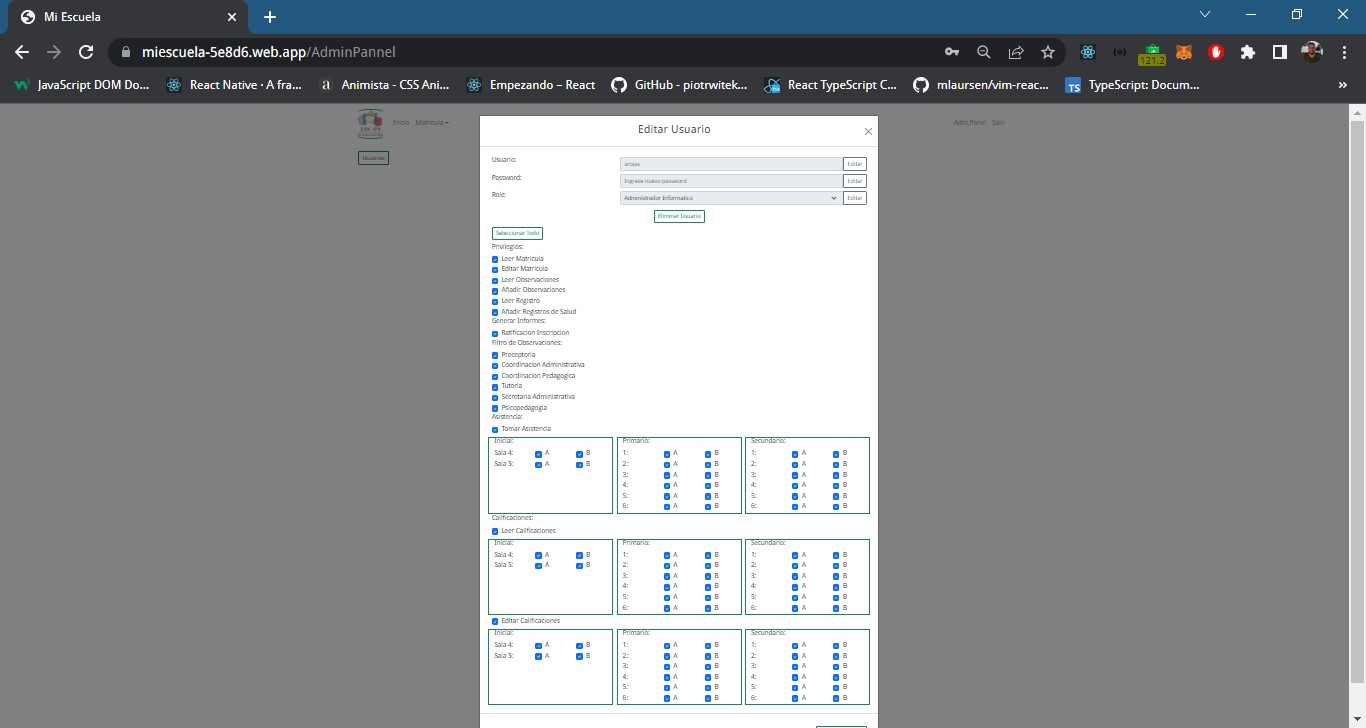 Mi Escuela
miescuela-5e8d6.web.app/AdminPannel
121.2
JavaScript DOM Do... React Native · A fra... Animista - CSS Ani... Empezando – React GitHub - piotrwitek... React TypeScript C... mlaursen/vim-reac... TypeScript: Docum... »
Inicio Matricula
Adm.Panel Salir
Usuarios
Editar Usuario
Usuario: arojas Editar
Password: Ingrese nuevo password Editar
Role: Administrador Informatico Editar
Eliminar Usuario
Seleccionar Todo
Privilegios:
Leer Matricula
Editar Matricula
Leer Observaciones
Añadir Observaciones
Leer Registro
Añadir Registros de Salud
Generar Informes:
Ratificacion Inscripcion
Filtro de Observaciones:
Preceptoria
Coordinacion Administrativa
Coordinacion Pedagogica
Tutoria
Secretaria Administrativa
Psicopedagogia
Asistencia:
Tomar Asistencia
Inicial: Primario: Secundario:
Sala 4: A B 1: A B 1: A B
Sala 5: A B 2: A B 2: A B
3: A B 3: A B
4: A B 4: A B
5: A B 5: A B
6: A B 6: A B
Calificaciones:
Leer Calificaciones
Inicial: Primario: Secundario:
Sala 4: A B 1: A B 1: A B
Sala 5: A B 2: A B 2: A B
3: A B 3: A B
4: A B 4: A B
5: A B 5: A B
6: A B 6: A B
Editar Calificaciones
Inicial: Primario: Secundario:
Sala 4: A B 1: A B 1: A B
Sala 5: A B 2: A B 2: A B
3: A B 3: A B
4: A B 4: A B
5: A B 5: A B
6: A B 6: A B